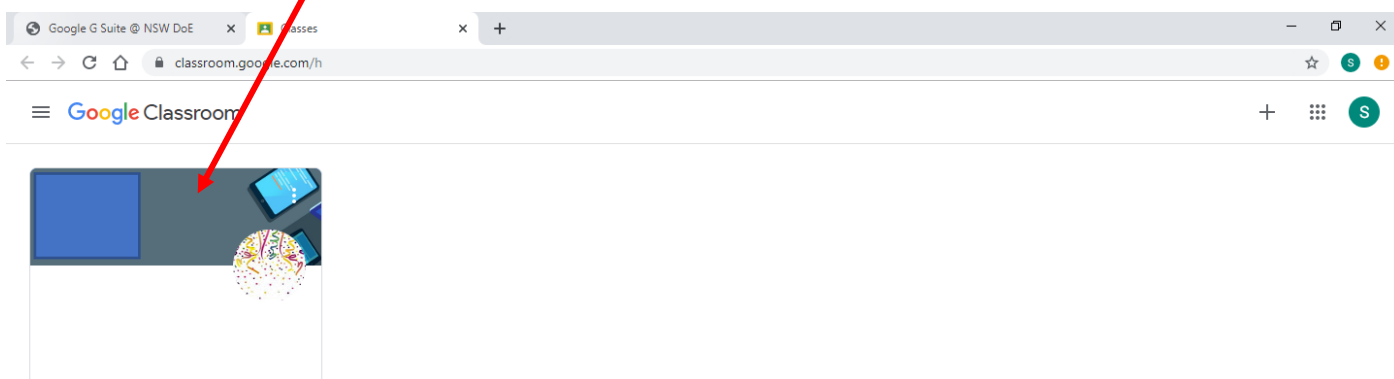 Google G Suite @ NSW DoE
Classes
classroom.google.com/h
S
Google Classroom
S